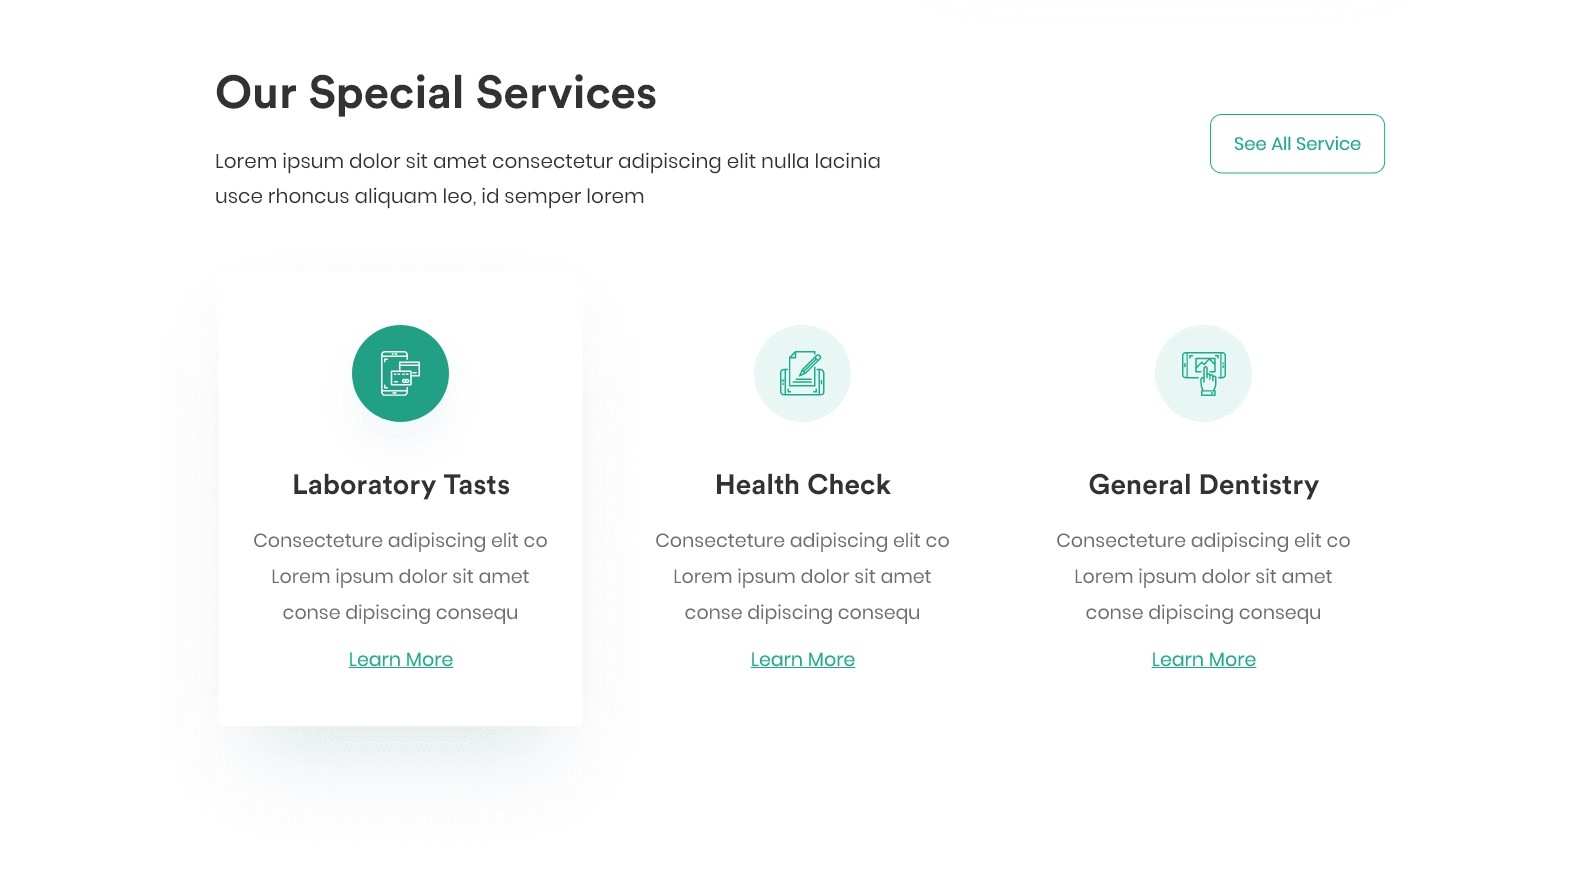 Our Special Services
Lorem ipsum dolor sit amet consectetur adipiscing elit nulla lacinia
usce rhoncus aliquam leo, id semper lorem
See All Service
Laboratory Tasts
Consecteture adipiscing elit co
Lorem ipsum dolor sit amet
conse dipiscing consequ
Learn More
Health Check
Consecteture adipiscing elit co
Lorem ipsum dolor sit amet
conse dipiscing consequ
Learn More
General Dentistry
Consecteture adipiscing elit co
Lorem ipsum dolor sit amet
conse dipiscing consequ
Learn More